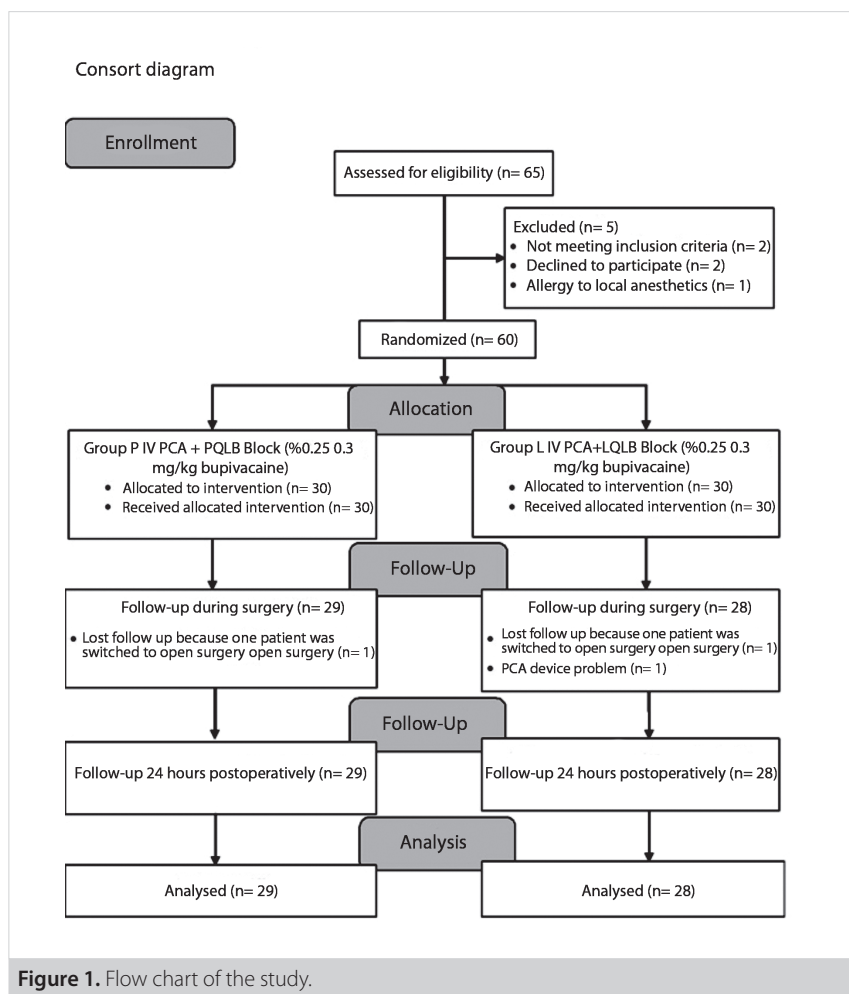 Consort diagram
Enrollment
Assessed for eligibility (n= 65)
Excluded (n= 5)
• Not meeting inclusion criteria (n= 2)
• Declined to participate (n= 2)
• Allergy to local anesthetics (n= 1)
Randomized (n= 60)
Allocation
Group P IV PCA + PQLB Block (%0.25 0.3
mg/kg bupivacaine)
• Allocated to intervention (n= 30)
• Received allocated intervention (n= 30)
Group L IV PCA+LQLB Block (%0.25 0.3
mg/kg bupivacaine)
• Allocated to intervention (n= 30)
• Received allocated intervention (n= 30)
Follow-Up
Follow-up during surgery (n= 29)
• Lost follow up because one patient was
switched to open surgery open surgery (n= 1)
Follow-up during surgery (n= 28)
• Lost follow up because one patient was
switched to open surgery open surgery (n= 1)
• PCA device problem (n= 1)
Follow-Up
Follow-up 24 hours postoperatively (n= 29)
Follow-up 24 hours postoperatively (n= 28)
Analysis
Analysed (n= 29)
Analysed (n= 28)
Figure 1. Flow chart of the study.